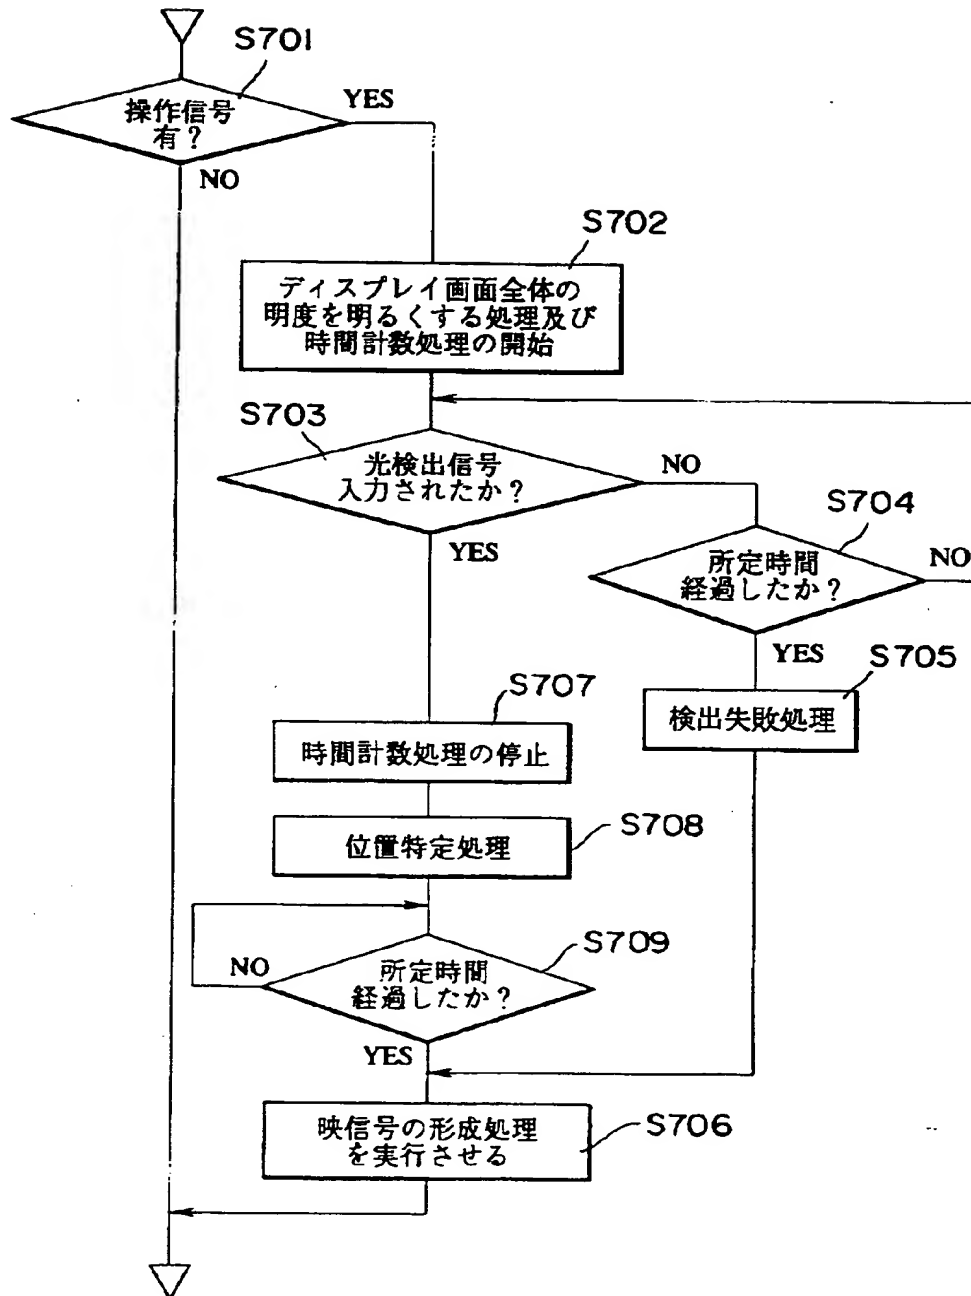 S701
操作信号
有?
YES
NO
S702
ディスプレイ画面全体の
明度を明るくする処理及び
時間計数処理の開始
S703
光検出信号
入力されたか?
NO
YES
S704
所定時間
経過したか?
NO
YES
S705
検出失敗処理
S707
時間計数処理の停止
S708
位置特定処理
S709
所定時間
経過したか?
NO
YES
S706
映信号の形成処理
を実行させる